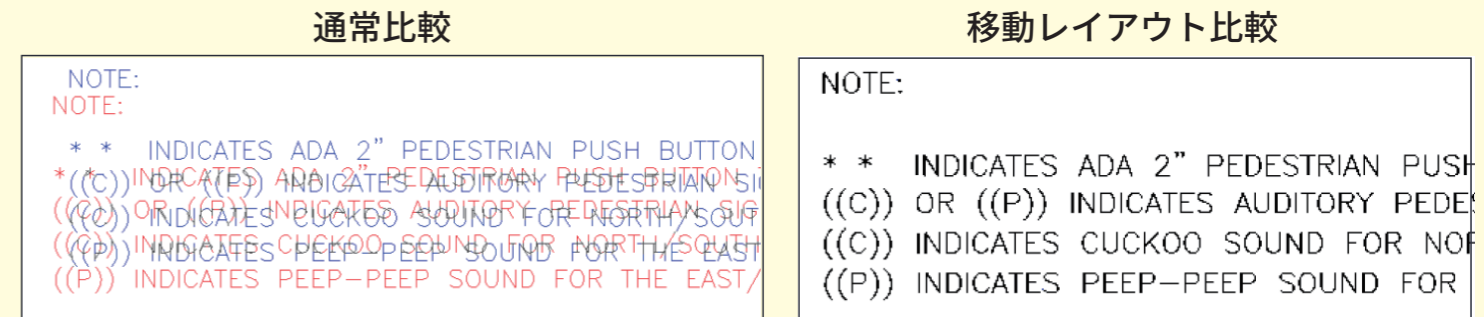 通常比較
NOTE:
NOTE:
* * INDICATES ADA 2” PEDESTRIAN PUSH BUTTON
* * INDICATES ADA 2” PEDESTRIAN PUSH BUTTON
((C)) OR ((P)) INDICATES AUDITORY PEDESTRIAN SI
((C)) OR ((P)) INDICATES AUDITORY PEDESTRIAN SIG
((C)) INDICATES CUCKOO SOUND FOR NORTH/SOUT
((C)) INDICATES CUCKOO SOUND FOR NORTH/SOUTH
((P)) INDICATES PEEP-PEEP SOUND FOR THE EAST
((P)) INDICATES PEEP-PEEP SOUND FOR THE EAST/
移動レイアウト比較
NOTE:
* * INDICATES ADA 2” PEDESTRIAN PUSH
((C)) OR ((P)) INDICATES AUDITORY PEDES
((C)) INDICATES CUCKOO SOUND FOR NOR
((P)) INDICATES PEEP-PEEP SOUND FOR